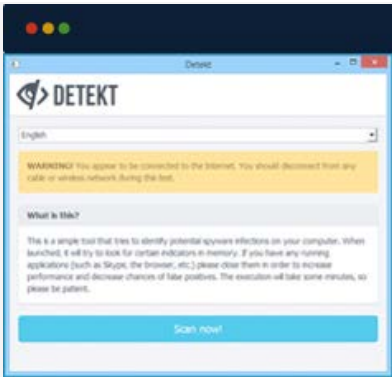 Detekt
DETEKT
English
WARNING! You appear to be connected to the Internet. You should disconnect from any
cable or wireless network during the test.
What is this?
This is a simple tool that tries to identify potential spyware infections on your computer. When
launched, it will try to look for certain indicators in memory. If you have any running
applications (such as Skype, the browser, etc.) please close them in order to increase
performance and decrease chances of false positives. The execution will take some minutes, so
please be patient.
Scan now!